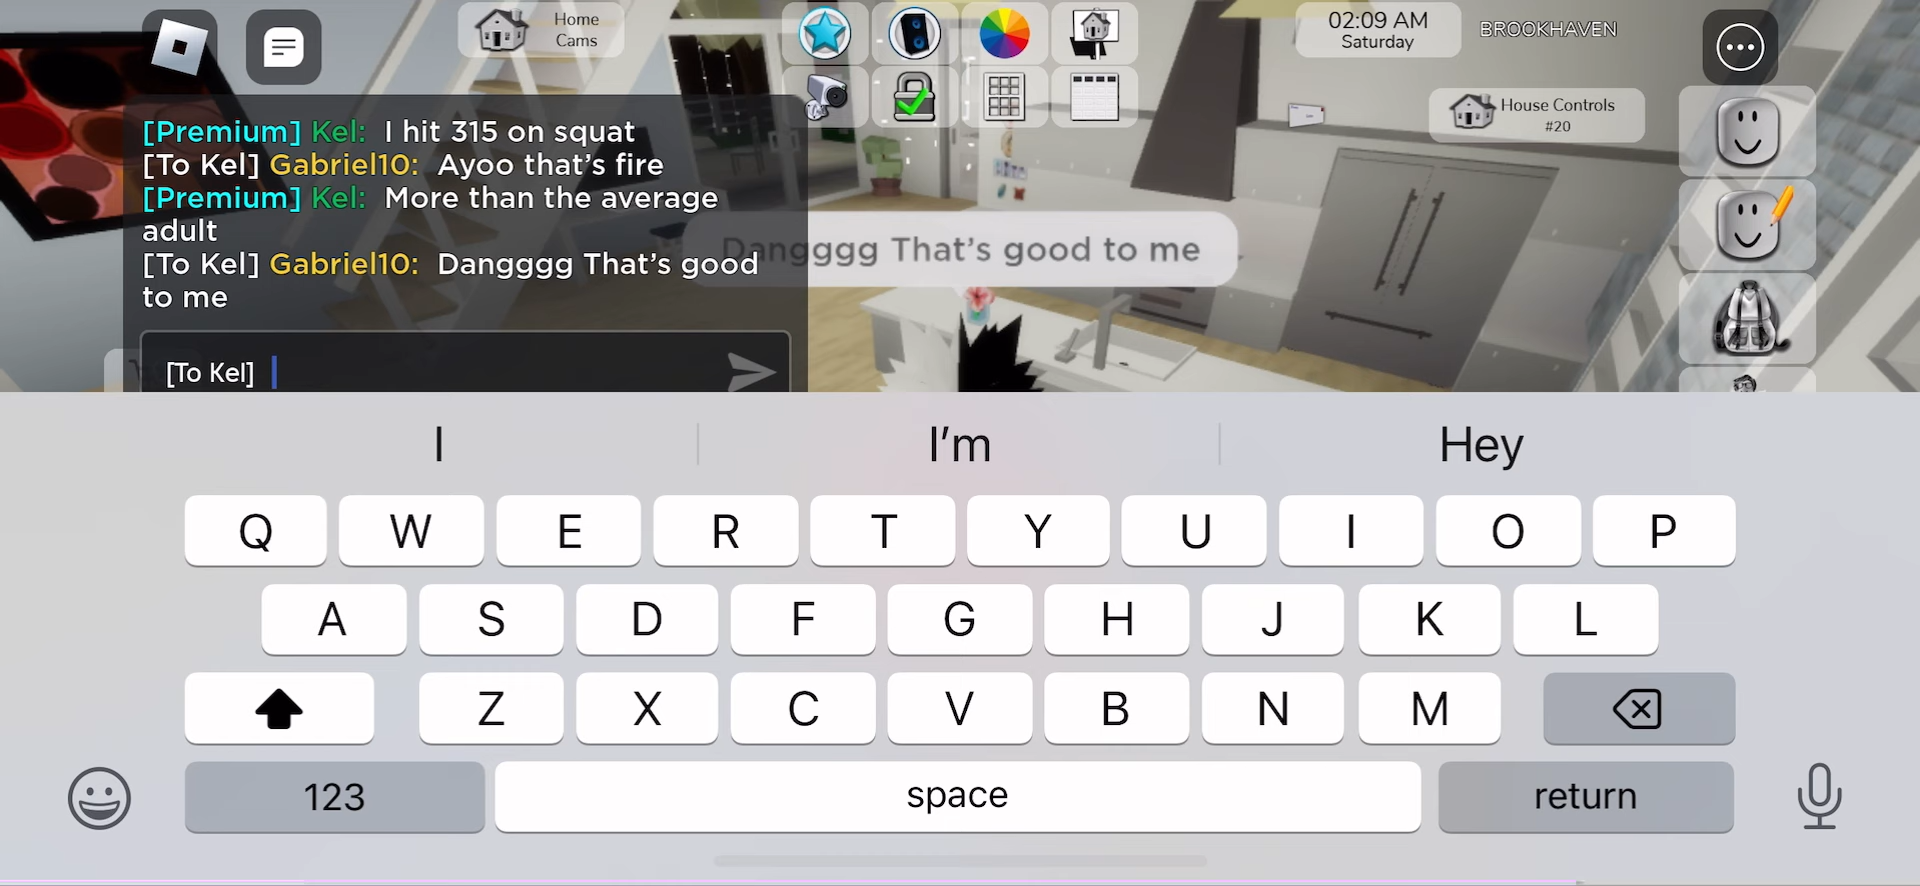 Home
Cams
02:09 AM
Saturday
BROOKHAVEN
House Controls
#20
[Premium] Kel: I hit 315 on squat
[To Kel] Gabriel10: Ayoo that's fire
[Premium] Kel: More than the average
adult
[To Kel] Gabriel10: Dangggg That's good
to me
Dangggg That's good to me
[To Kel]
I I'm Hey
Q W E R T Y U I O P
A S D F G H J K L
Z X C V B N M
123 space return